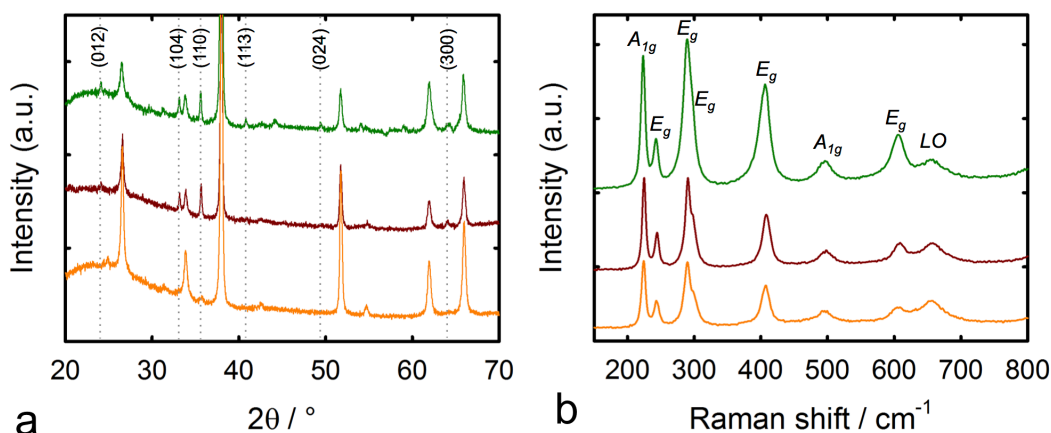 (012)
(104)
(110)
(113)
(024)
(300)
Intensity (a.u.)
20 30 40 50 60 70
2θ / °
a
A1g
Eg
Eg
Eg
Eg
A1g
Eg
LO
Intensity (a.u.)
200 300 400 500 600 700 800
Raman shift / cm-1
b